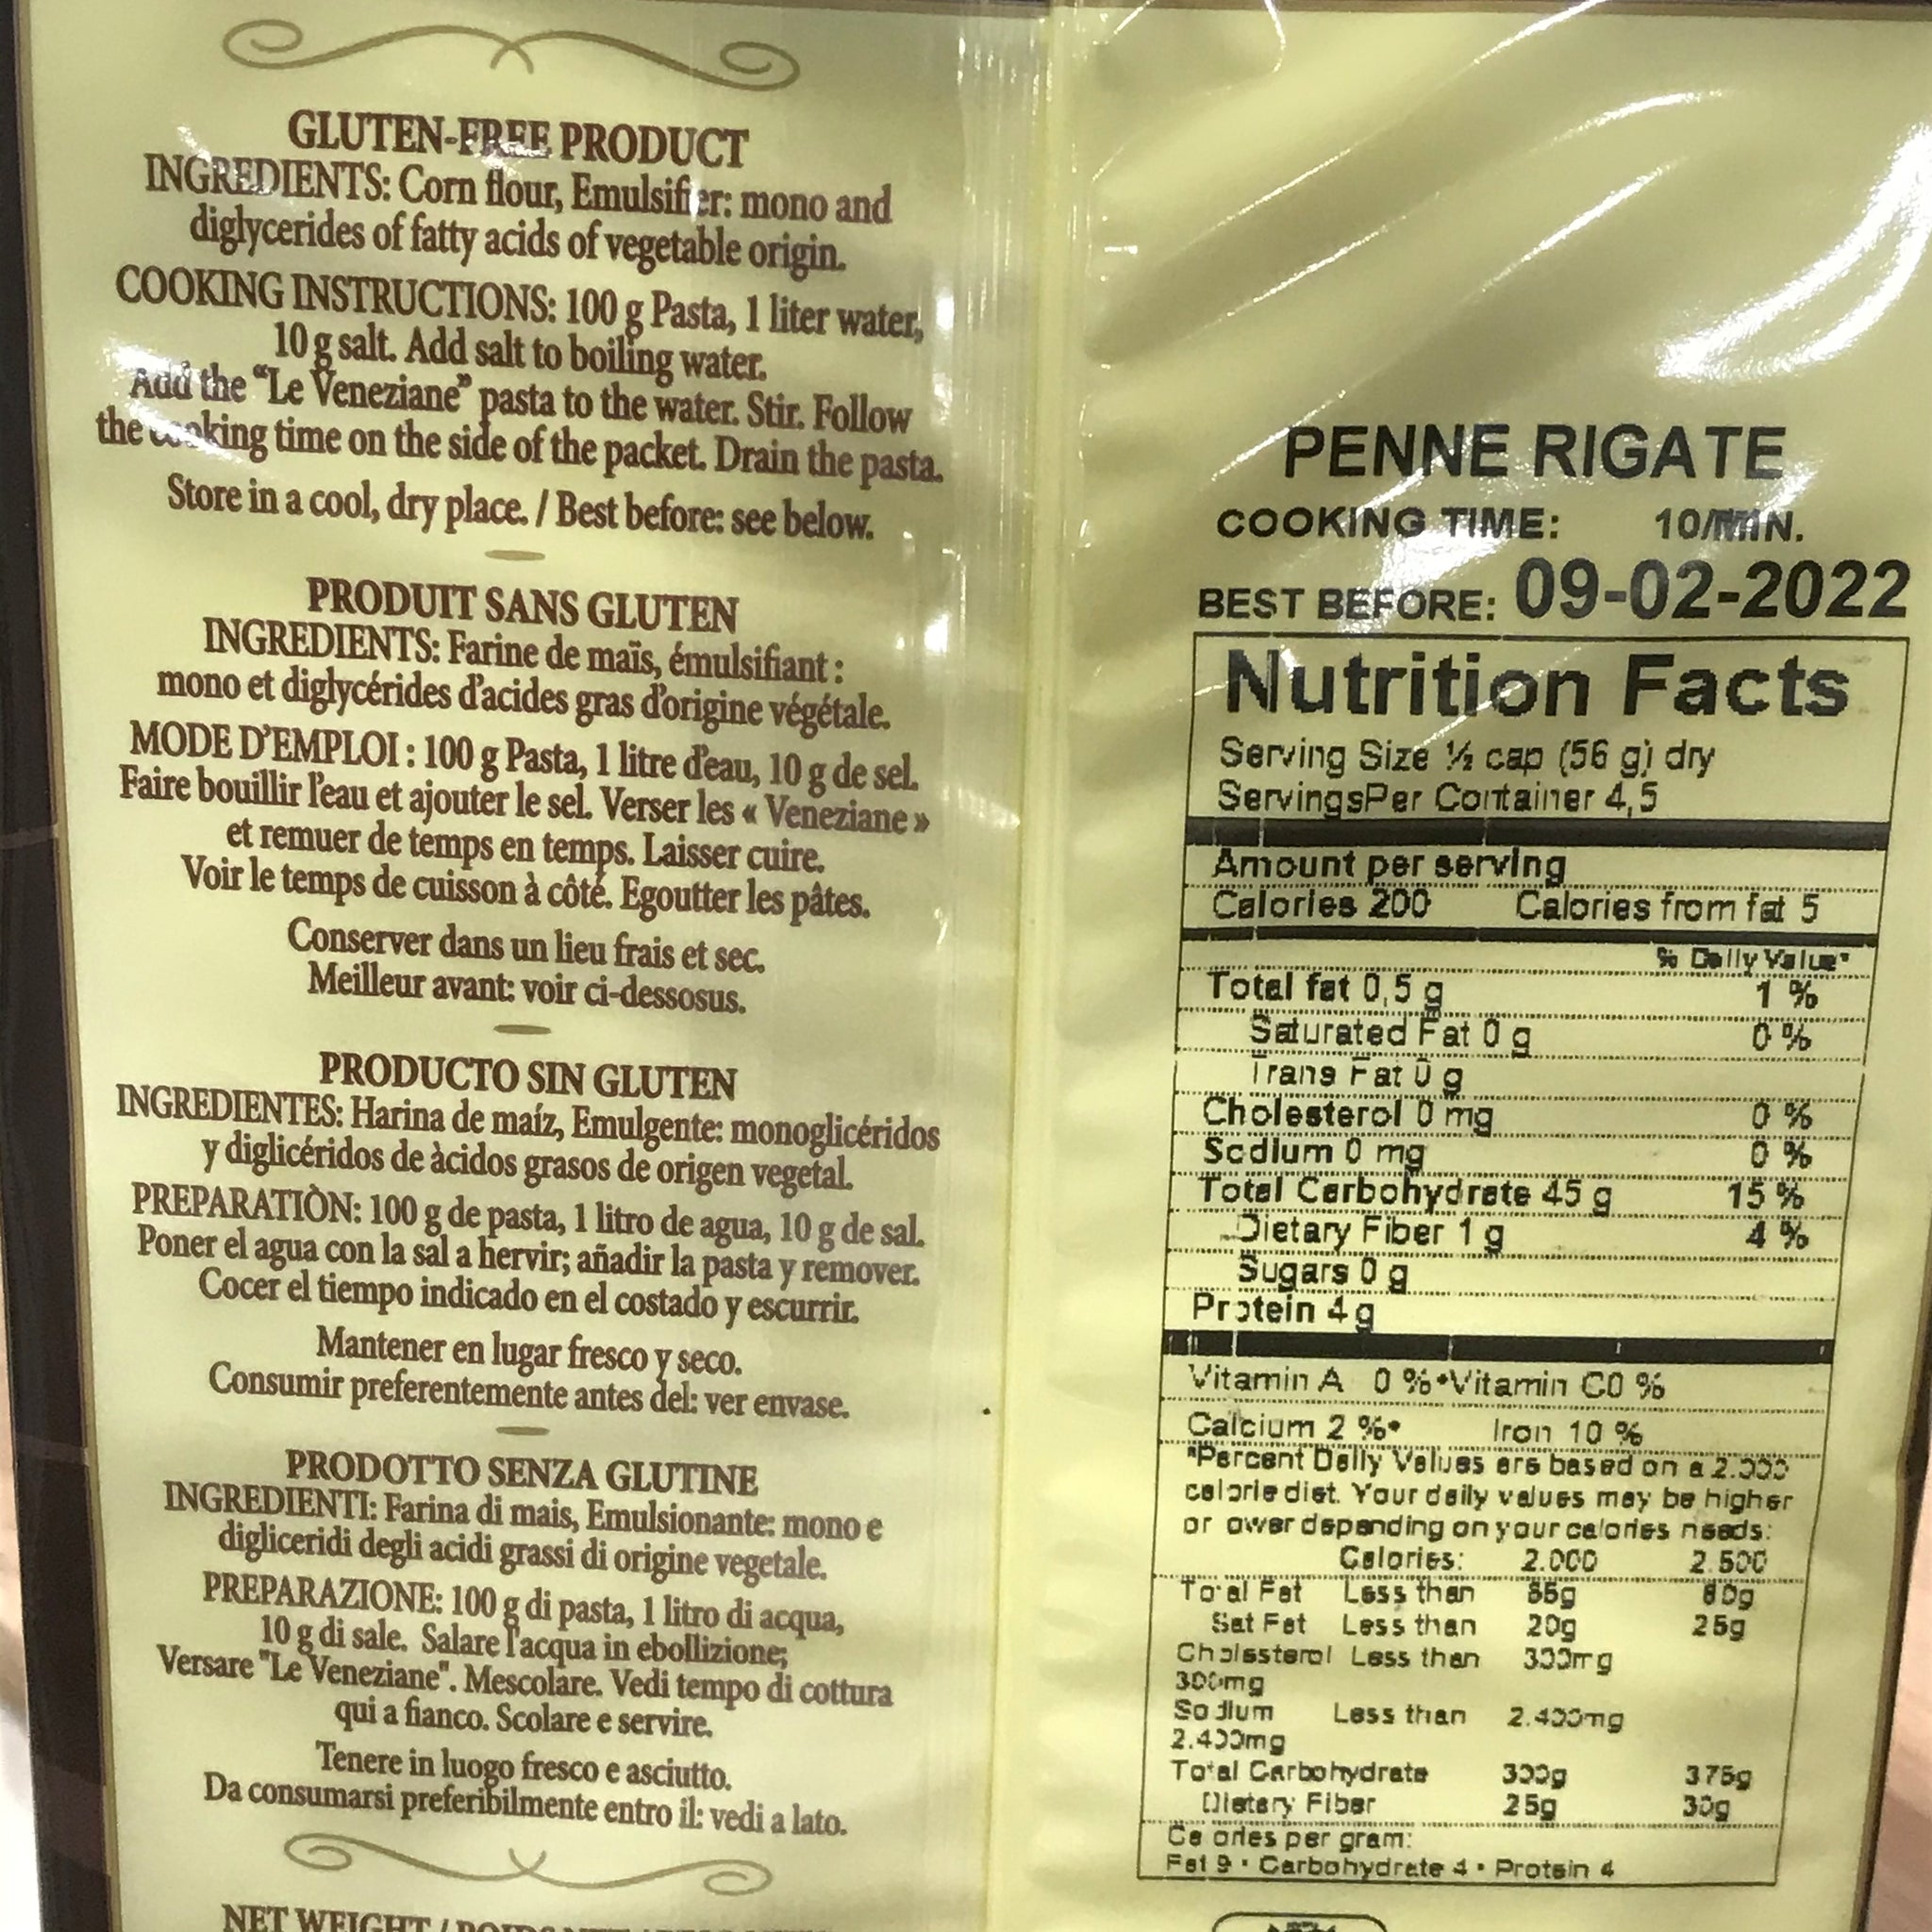 GLUTEN-FREE PRODUCT
INGREDIENTS: Corn flour, Emulsifier: mono and
diglycerides of fatty acids of vegetable origin.
COOKING INSTRUCTIONS: 100 g Pasta, 1 liter water,
10 g salt. Add salt to boiling water.
Add the “Le Veneziane” pasta to the water. Stir. Follow
the cooking time on the side of the packet. Drain the pasta.
Store in a cool, dry place. / Best before: see below.
PRODUIT SANS GLUTEN
INGREDIENTS: Farine de maïs, émulsifiant :
mono et diglycérides d'acides gras d'origine végétale.
MODE D'EMPLOI : 100 g Pasta, 1 litre d'eau, 10 g de sel.
Faire bouillir l'eau et ajouter le sel. Verser les « Veneziane »
et remuer de temps en temps. Laisser cuire.
Voir le temps de cuisson à côté. Egoutter les pâtes.
Conserver dans un lieu frais et sec.
Meilleur avant: voir ci-dessosus.
PRODUCTO SIN GLUTEN
INGREDIENTES: Harina de maíz, Emulgente: monoglicéridos
y diglicéridos de àcidos grasos de origen vegetal.
PREPARATIÒN: 100 g de pasta, 1 litro de agua, 10 g de sal.
Poner el agua con la sal a hervir; añadir la pasta y remover.
Cocer el tiempo indicado en el costado y escurrir.
Mantener en lugar fresco y seco.
Consumir preferentemente antes del: ver envase.
PRODOTTO SENZA GLUTINE
INGREDIENTI: Farina di mais, Emulsionante: mono e
digliceridi degli acidi grassi di origine vegetale.
PREPARAZIONE: 100 g di pasta, 1 litro di acqua,
10 g di sale. Salare l'acqua in ebollizione;
Versare "Le Veneziane". Mescolare. Vedi tempo di cottura
qui a fianco. Scolare e servire.
Tenere in luogo fresco e asciutto.
Da consumarsi preferibilmente entro il: vedi a lato.
NET WEIGHT /
PENNE RIGATE
COOKING TIME: 10/MIN.
BEST BEFORE: 09-02-2022
Nutrition Facts
Serving Size ½ cap (56 g) dry
ServingsPer Container 4,5
Amount per serving
Calories 200 Calories from fat 5
% Daily Value*
Total fat 0,5 g 1 %
Saturated Fat 0 g 0 %
Trans Fat 0 g
Cholesterol 0 mg 0 %
Sodium 0 mg 0 %
Total Carbohydrate 45 g 15 %
Dietary Fiber 1 g 4 %
Sugars 0 g
Protein 4 g
Vitamin A 0 %•Vitamin C0 %
Calcium 2 %• Iron 10 %
*Percent Daily Values are based on a 2.000
calorie diet. Your daily values may be higher
or ower depending on your calories needs:
Calories: 2.000 2.500
Total Fat Less than 65g 80g
Sat Fat Less than 20g 25g
Cholesterol Less than 300mg
300mg
Sodium Less than 2.400mg
2.400mg
Total Carbohydrate 300g 375g
Dietary Fiber 25g 30g
Calories per gram:
Fat 9 • Carbohydrate 4 • Protein 4